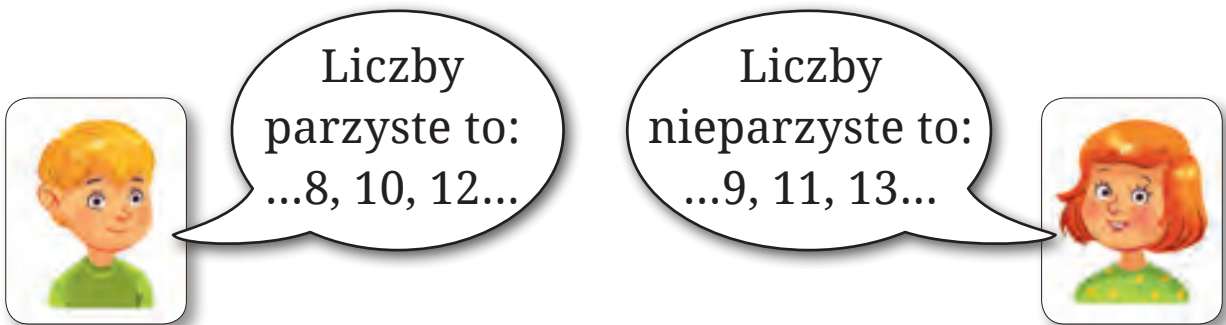 Liczby
parzyste to:
...8, 10, 12...
Liczby
nieparzyste to:
...9, 11, 13...